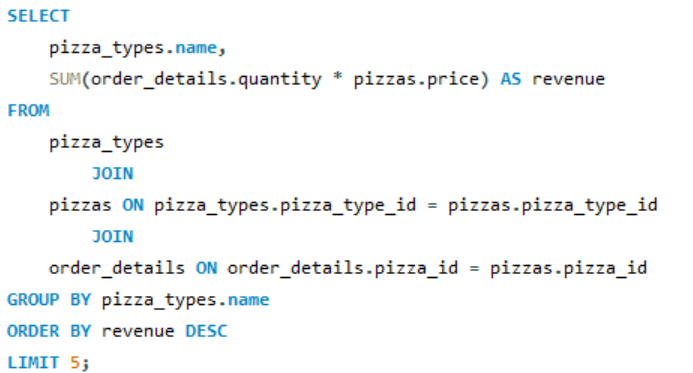 SELECT
pizza_types.name,
SUM(order_details.quantity * pizzas.price) AS revenue
FROM
pizza_types
JOIN
pizzas ON pizza_types.pizza_type_id = pizzas.pizza_type_id
JOIN
order_details ON order_details.pizza_id = pizzas.pizza_id
GROUP BY pizza_types.name
ORDER BY revenue DESC
LIMIT 5;